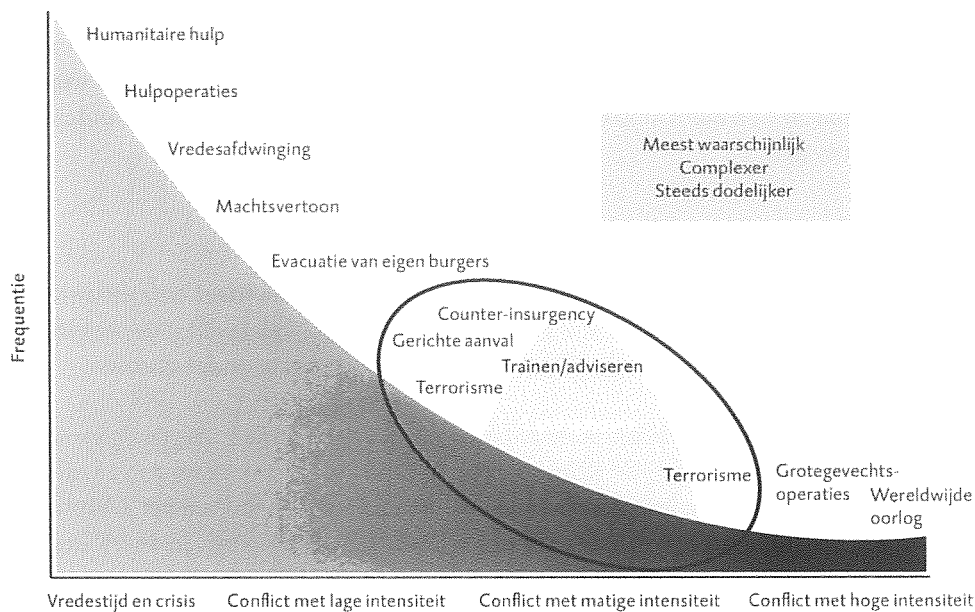 Humanitaire hulp
Hulpoperaties
Vredesafdwinging
Machtsvertoon
Evacuatie van eigen burgers
Meest waarschijnlijk
Complexer
Steeds dodelijker
Frequentie
Counter-insurgency
Gerichte aanval
Trainen/adviseren
Terrorisme
Terrorisme
Grotegevechts-
operaties
Wereldwijde
oorlog
Vredestijd en crisis
Conflict met lage intensiteit
Conflict met matige intensiteit
Conflict met hoge intensiteit